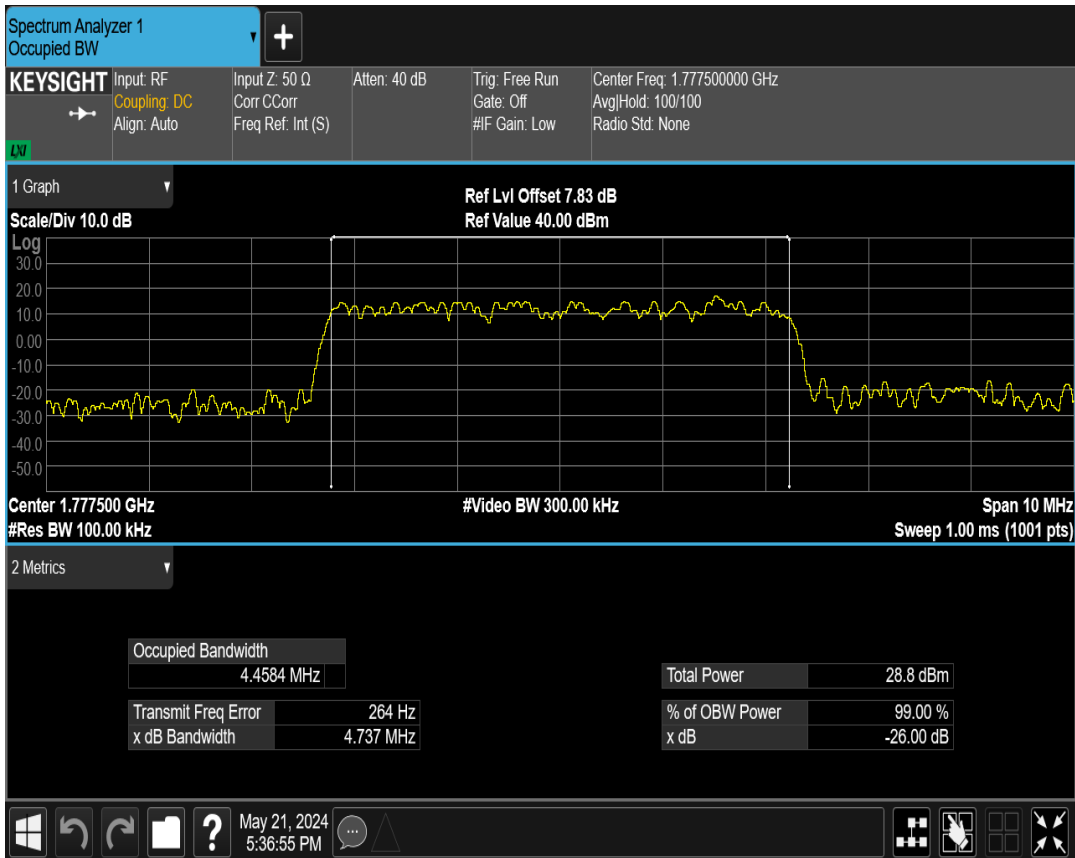 Spectrum Analyzer 1
Occupied BW
+
KEYSIGHT
LXI
Input: RF
Coupling: DC
Align: Auto
Input Z: 50 Ω
Corr CCorr
Freq Ref: Int (S)
Atten: 40 dB
Trig: Free Run
Gate: Off
#IF Gain: Low
Center Freq: 1.777500000 GHz
Avg|Hold: 100/100
Radio Std: None
1 Graph
Scale/Div 10.0 dB
Ref Lvl Offset 7.83 dB
Ref Value 40.00 dBm
Log
30.0
20.0
10.0
0.00
-10.0
-20.0
-30.0
-40.0
-50.0
Center 1.777500 GHz
#Video BW 300.00 kHz
Span 10 MHz
#Res BW 100.00 kHz
Sweep 1.00 ms (1001 pts)
2 Metrics
Occupied Bandwidth
4.4584 MHz
Total Power 28.8 dBm
Transmit Freq Error 264 Hz
% of OBW Power 99.00 %
x dB Bandwidth 4.737 MHz
x dB -26.00 dB
?
May 21, 2024
5:36:55 PM